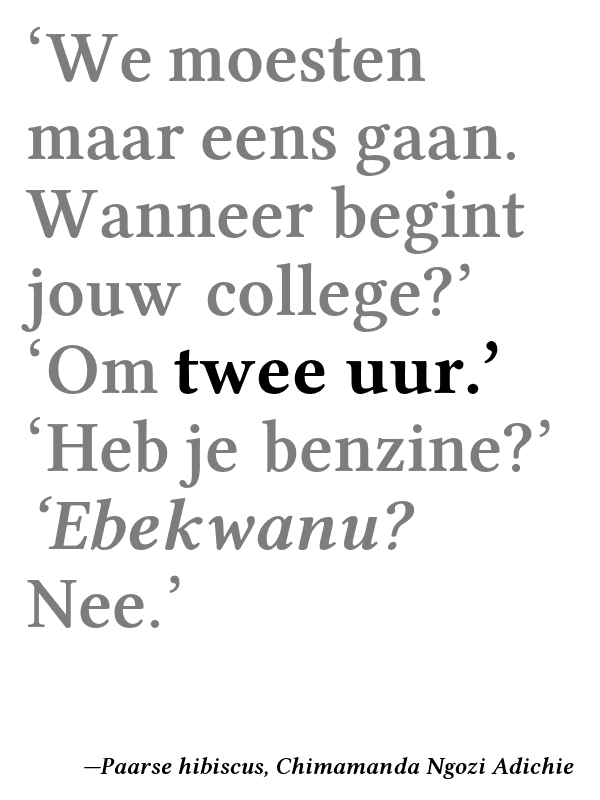 ‘We moesten
maar eens gaan.
Wanneer begint
jouw college?’
‘Om twee uur.’
‘Heb je benzine?’
‘Ebekwanu?
Nee.’
—Paarse hibiscus, Chimamanda Ngozi Adichie